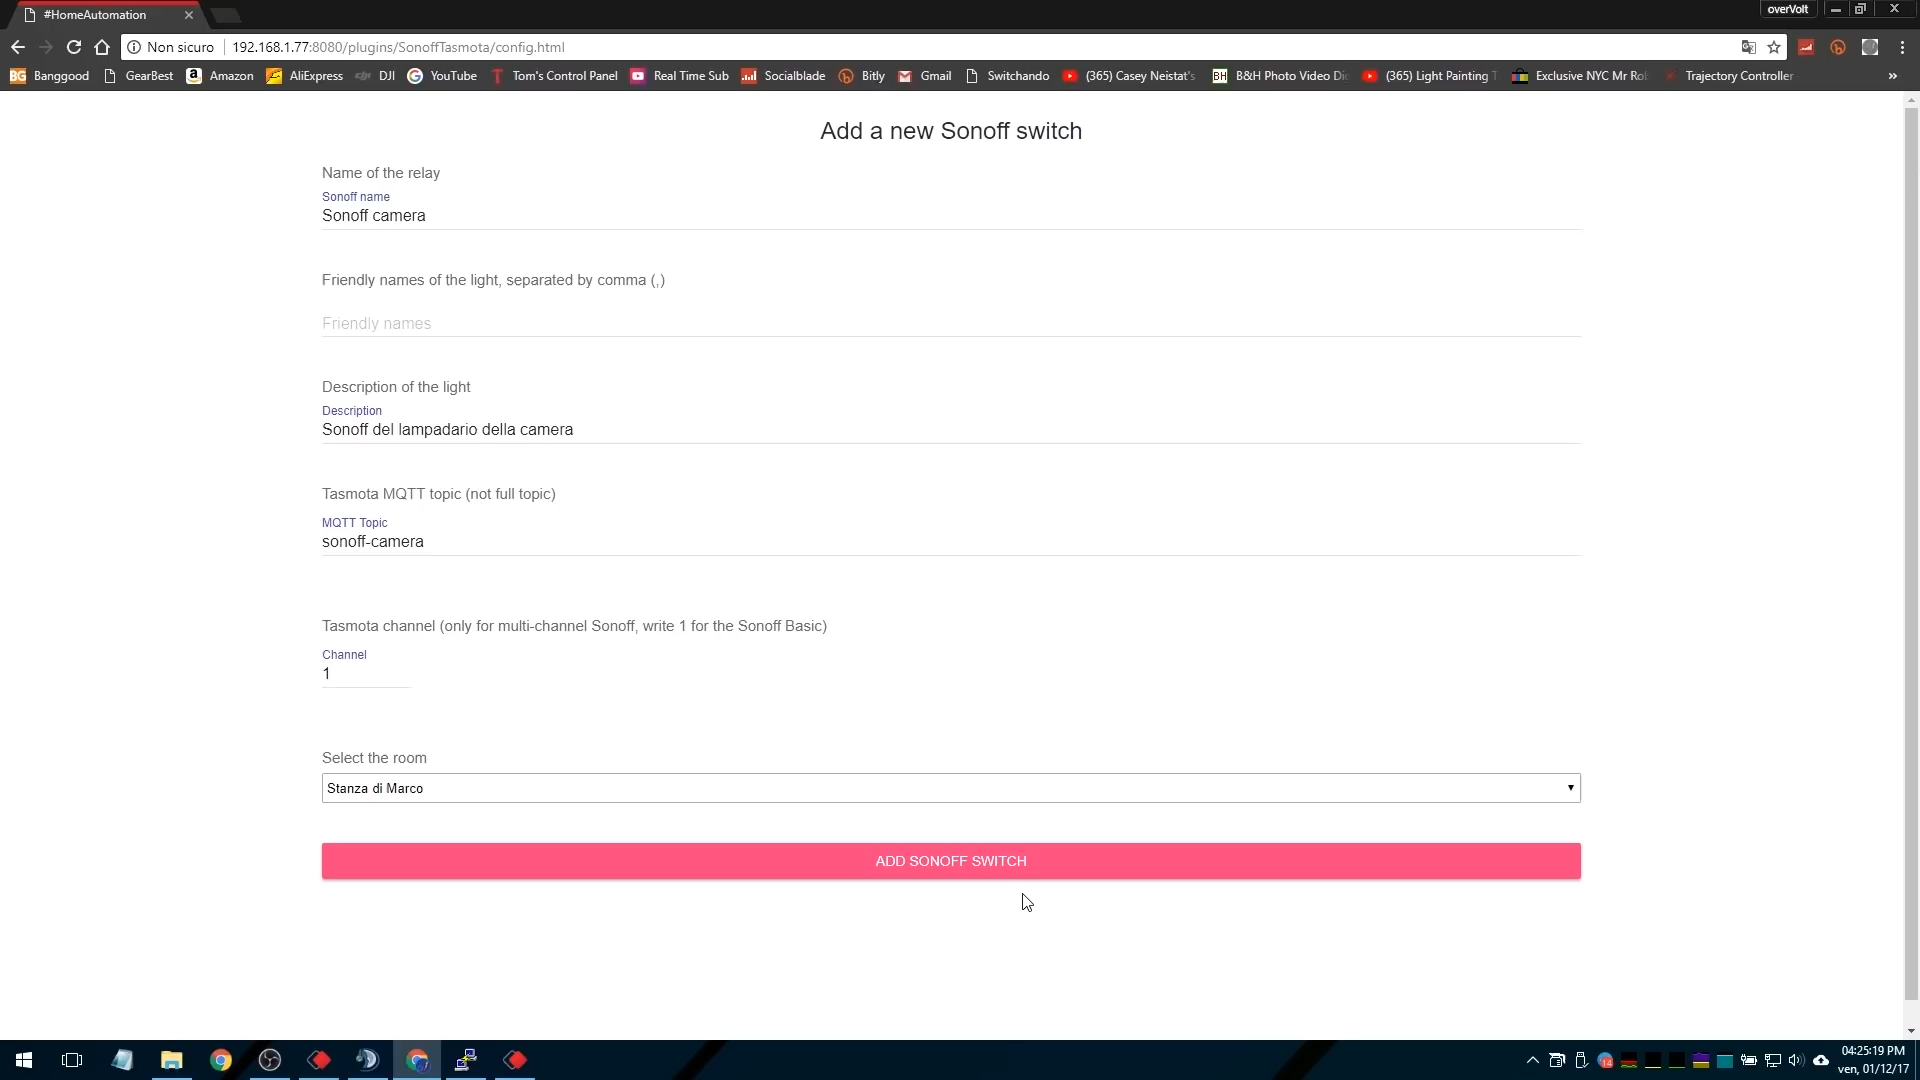 #HomeAutomation
overVolt
Non sicuro
192.168.1.77:8080/plugins/SonoffTasmota/config.html
BG Banggood GearBest Amazon AliExpress DJI YouTube Tom's Control Panel Real Time Sub Socialblade Bitly Gmail Switchando (365) Casey Neistat's BH B&H Photo Video Di (365) Light Painting T Exclusive NYC Mr Ro Trajectory Controller »
Add a new Sonoff switch
Name of the relay
Sonoff name
Sonoff camera
Friendly names of the light, separated by comma (,)
Friendly names
Description of the light
Description
Sonoff del lampadario della camera
Tasmota MQTT topic (not full topic)
MQTT Topic
sonoff-camera
Tasmota channel (only for multi-channel Sonoff, write 1 for the Sonoff Basic)
Channel
1
Select the room
Stanza di Marco
ADD SONOFF SWITCH
14
04:25:19 PM
ven, 01/12/17